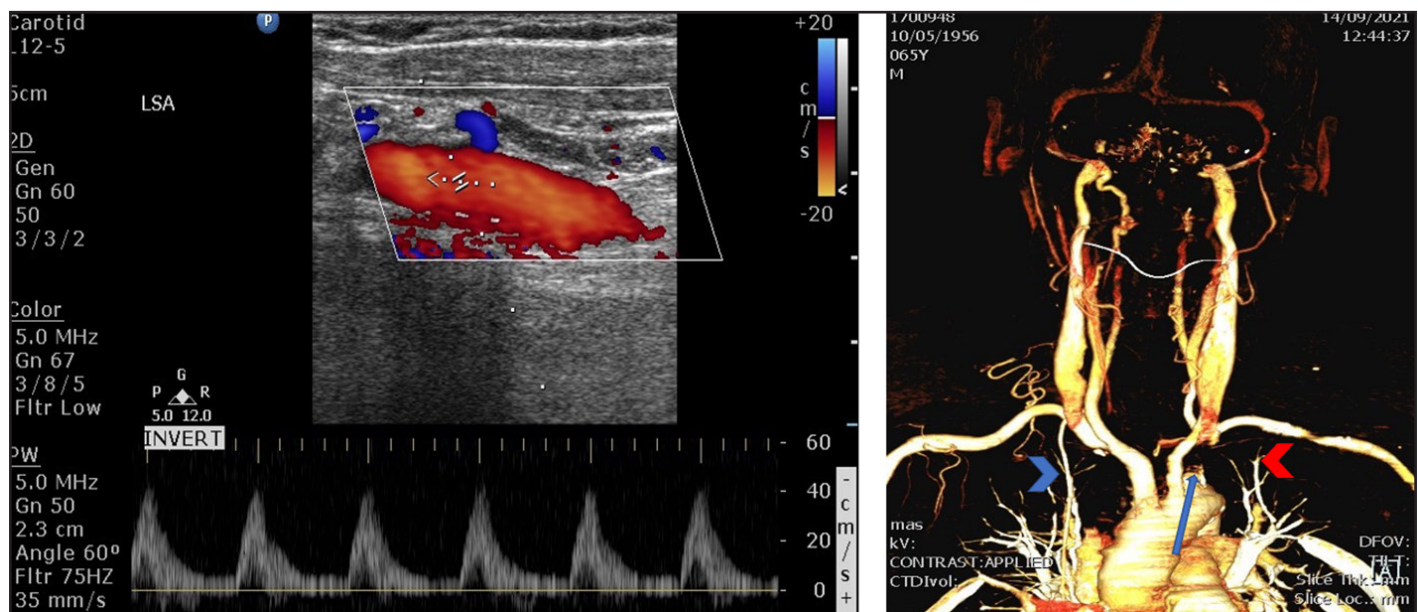 Carotid
L12-5
5cm
2D
Gen
Gn 60
50
3/3/2
Color
5.0 MHz
Gn 67
3/8/5
Fltr Low
PW
5.0 MHz
Gn 50
2.3 cm
Angle 60º
Fltr 75HZ
35 mm/s
P
LSA
G
P R
5.0 12.0
INVERT
+20
c
m
/
s
-20
60
40
20
0
-
c
m
/
s
+
1700948
10/05/1956
065Y
M
14/09/2021
12:44:37
mas
kV:
CONTRAST:APPLIED
CTDIvol:
DFOV:
TILT:
Slice Thk.: mm
Slice Loc.: mm